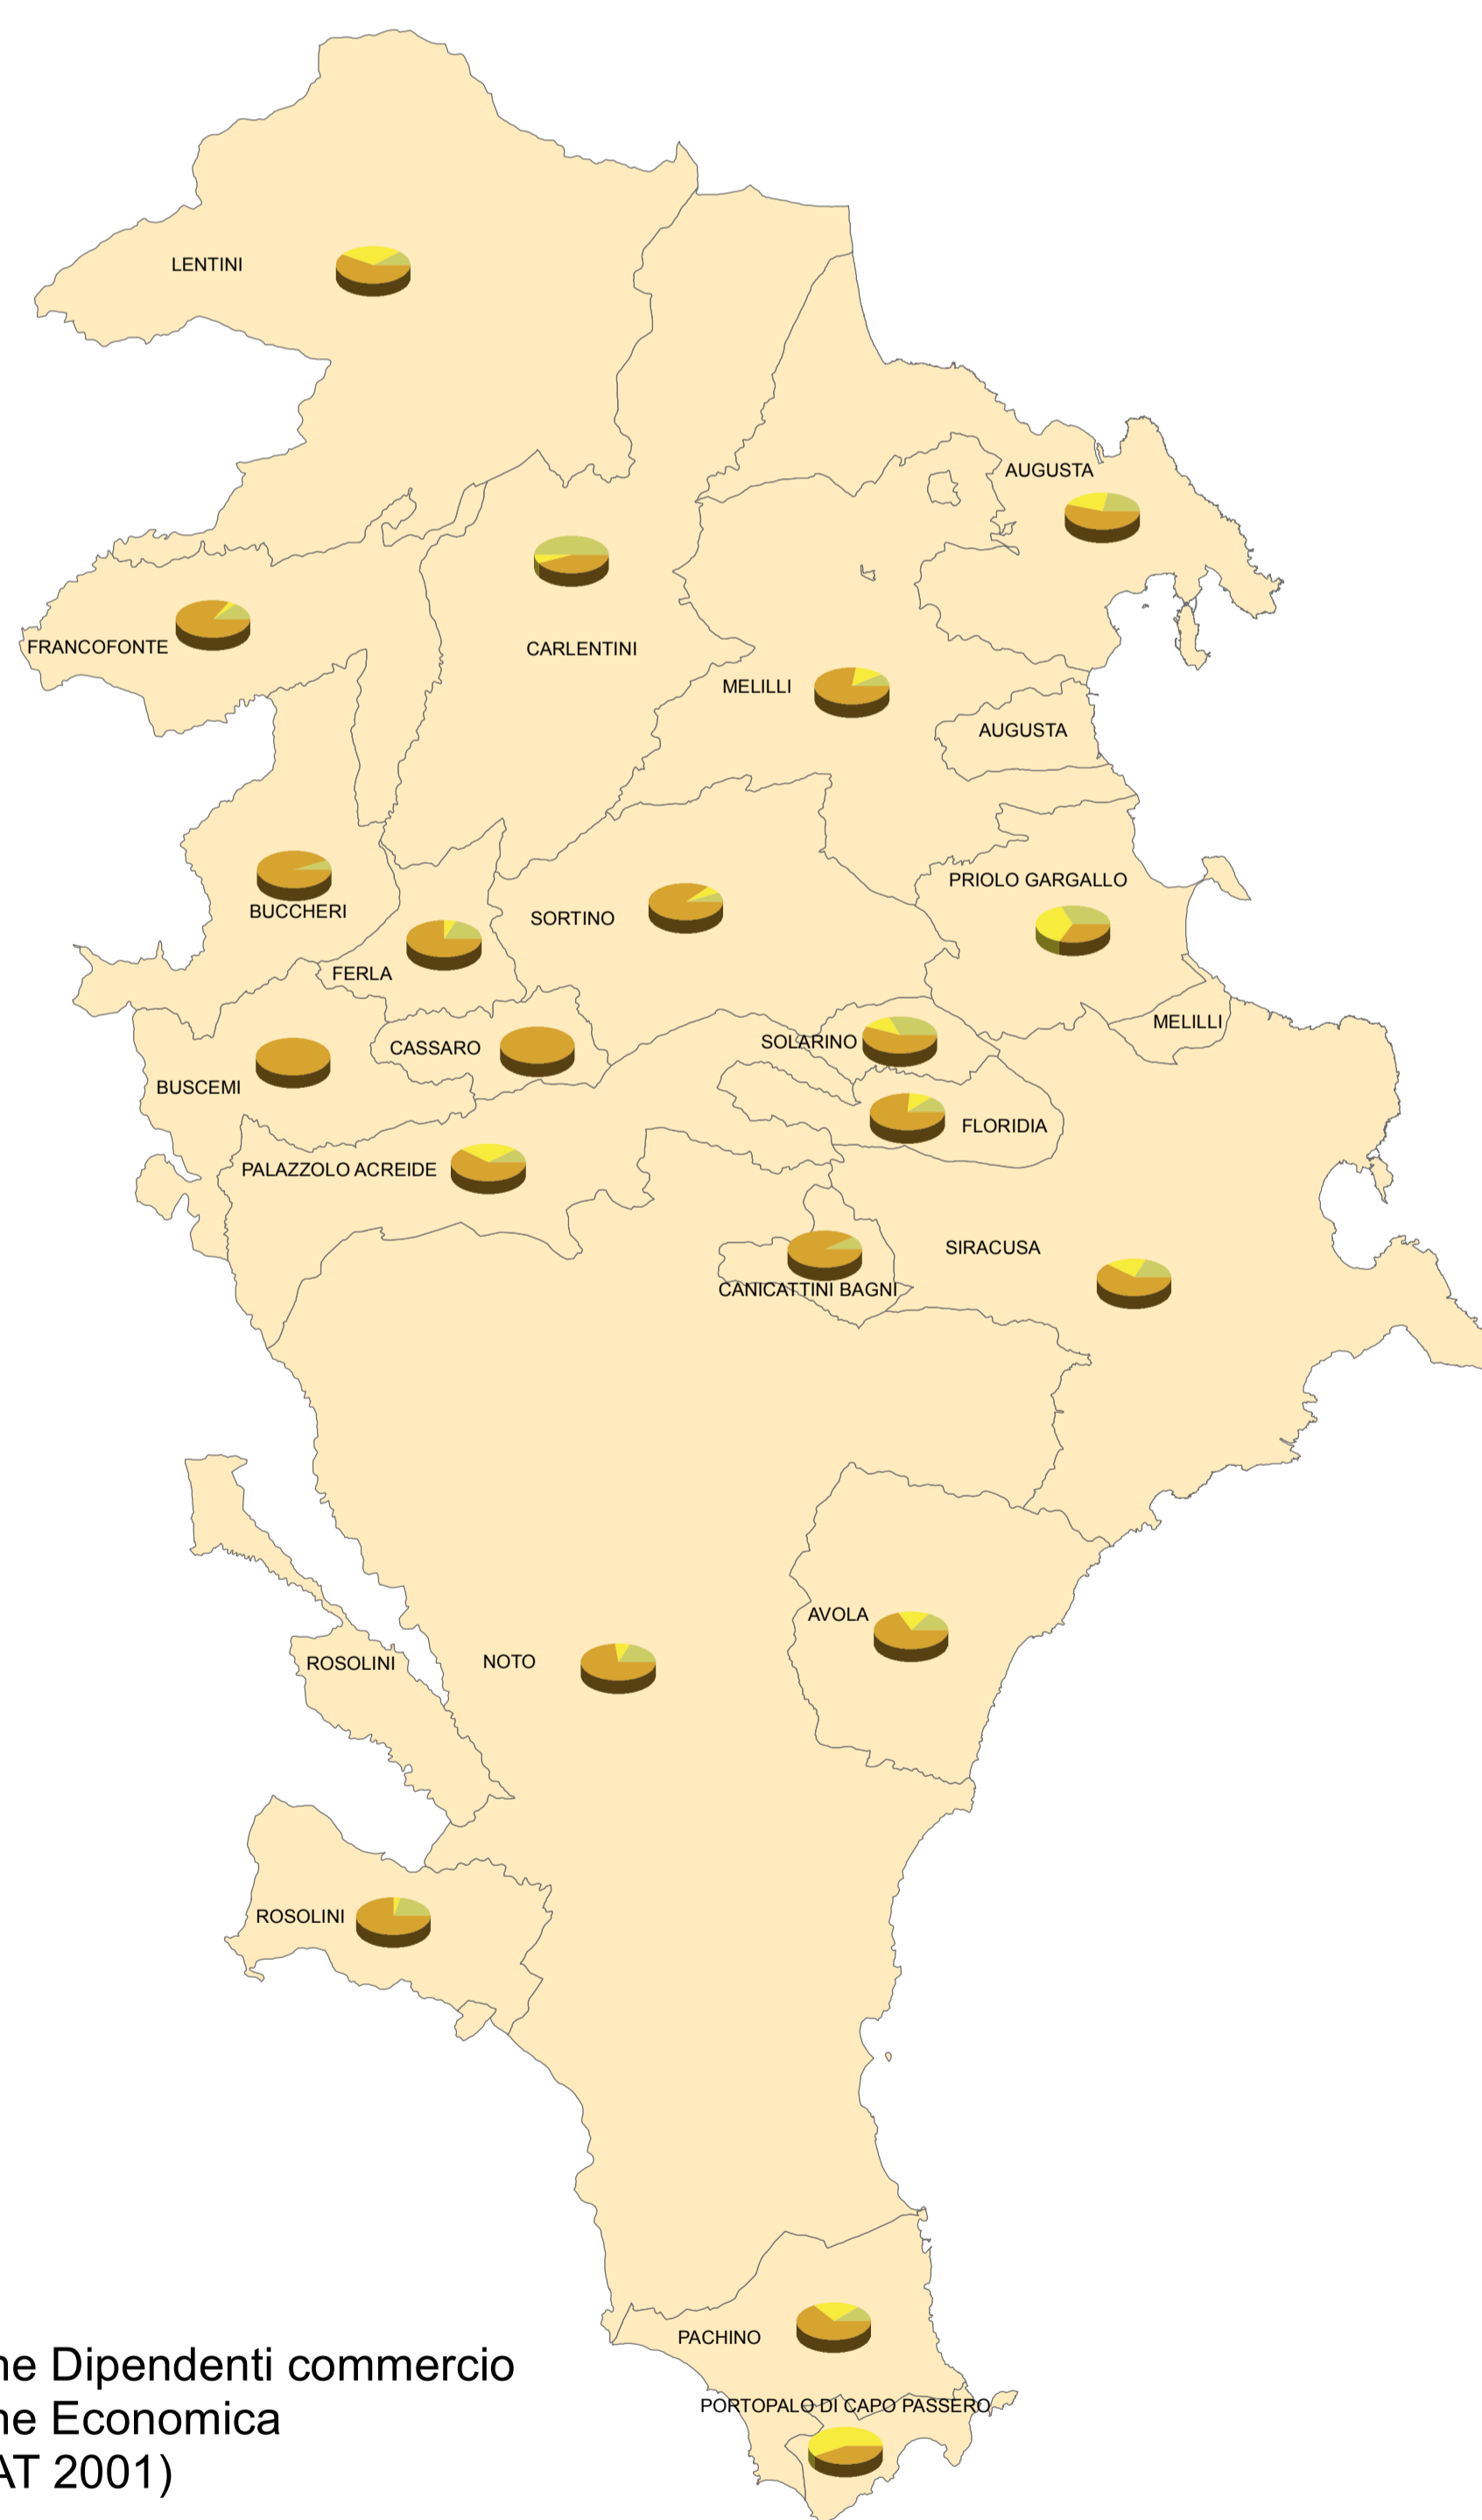 LENTINI
AUGUSTA
FRANCOFONTE
CARLENTINI
MELILLI
AUGUSTA
PRIOLO GARGALLO
BUCCHERI
SORTINO
FERLA
MELILLI
SOLARINO
CASSARO
BUSCEMI
FLORIDIA
PALAZZOLO ACREIDE
SIRACUSA
CANICATTINI BAGNI
AVOLA
NOTO
ROSOLINI
ROSOLINI
PACHINO
PORTOPALO DI CAPO PASSERO
ne Dipendenti commercio
ne Economica
AT 2001)